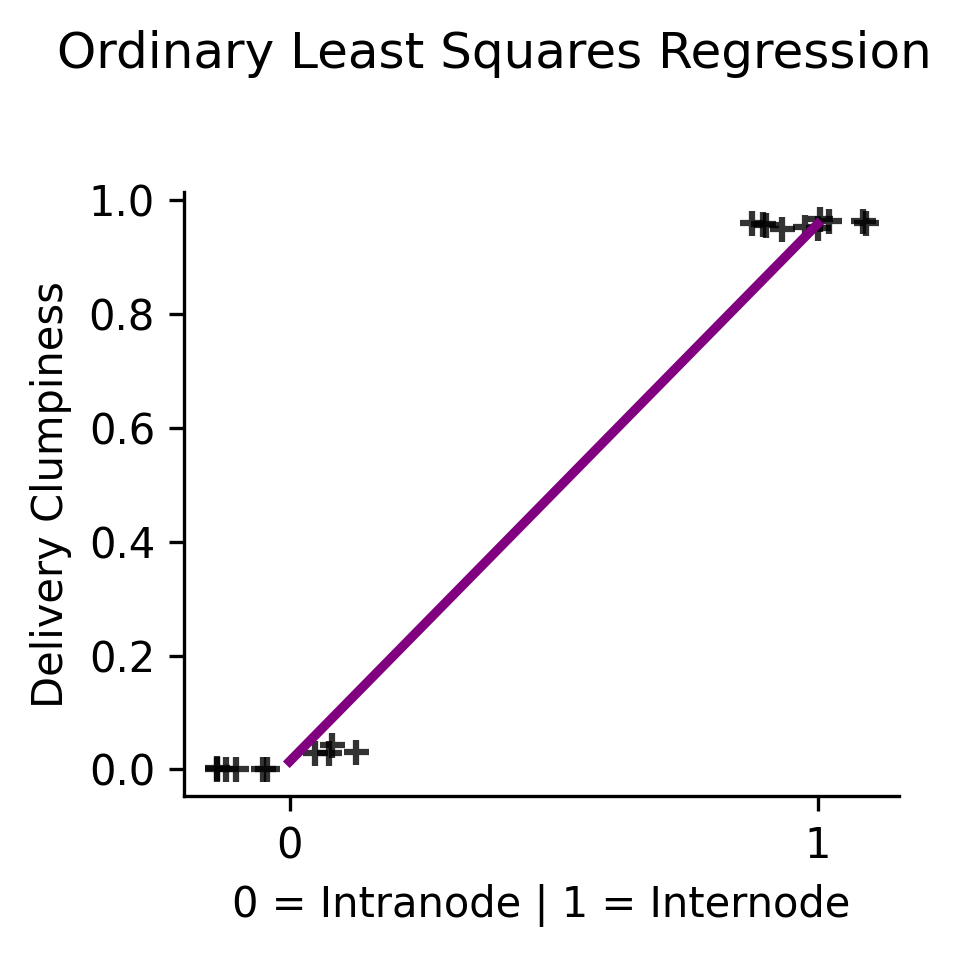 Ordinary Least Squares Regression
1.0
0.8
0.6
0.4
0.2
0.0
Delivery Clumpiness
0
1
0 = Intranode | 1 = Internode